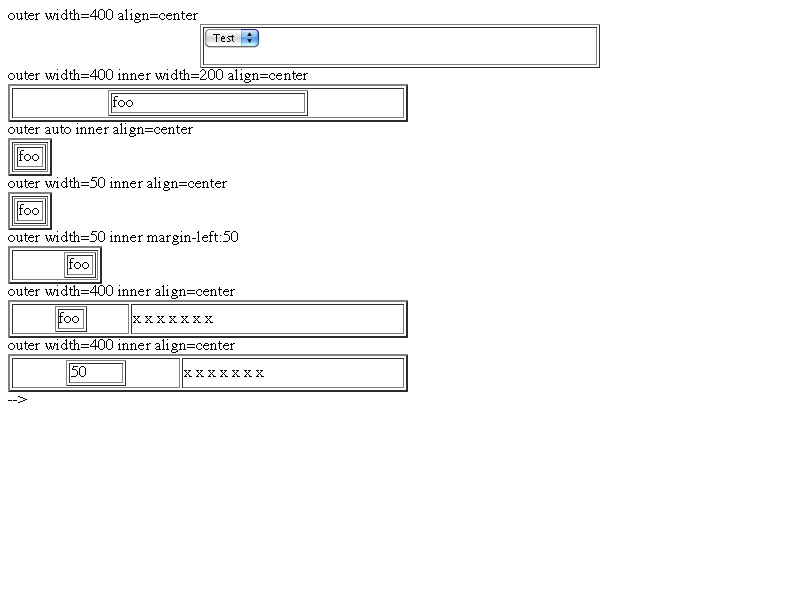 outer width=400 align=center
Test
outer width=400 inner width=200 align=center
foo
outer auto inner align=center
foo
outer width=50 inner align=center
foo
outer width=50 inner margin-left:50
foo
outer width=400 inner align=center
foo x x x x x x x
outer width=400 inner align=center
50 x x x x x x x
-->